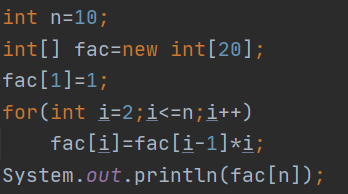 int n=10;
int[] fac=new int[20];
fac[1]=1;
for(int i=2;i<=n;i++)
    fac[i]=fac[i-1]*i;
System.out.println(fac[n]);